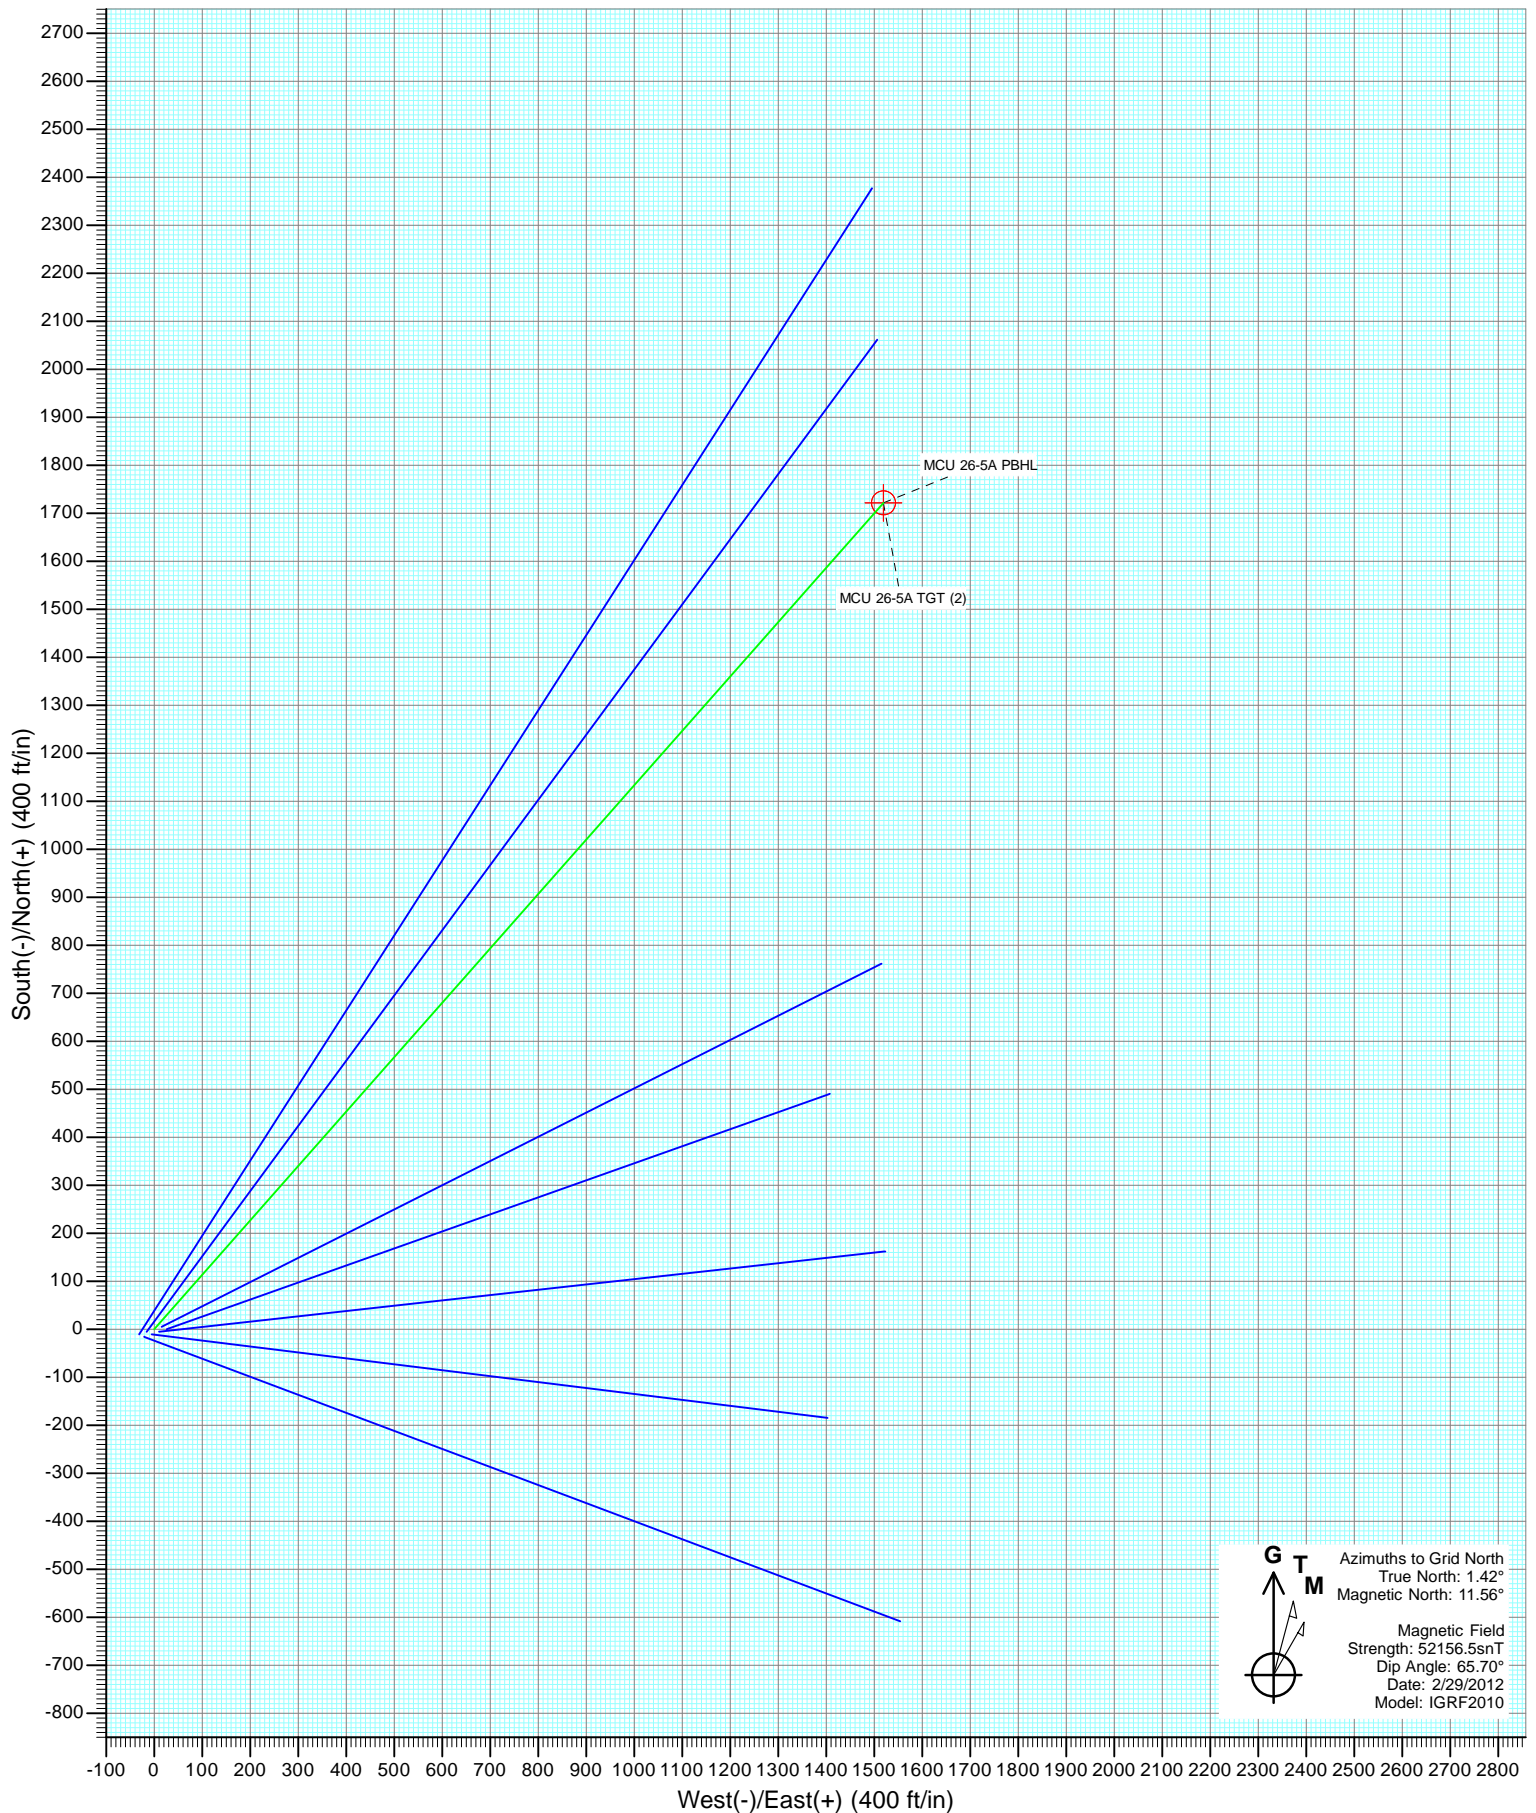 2700
2600
2500
2400
2300
2200
2100
2000
1900
1800
1700
1600
1500
1400
1300
1200
1100
1000
900
800
700
600
500
400
300
200
100
0
-100
-200
-300
-400
-500
-600
-700
-800
South(-)/North(+) (400 ft/in)
MCU 26-5A PBHL
MCU 26-5A TGT (2)
G
T
M
Azimuths to Grid North
True North: 1.42°
Magnetic North: 11.56°
Magnetic Field
Strength: 52156.5snT
Dip Angle: 65.70°
Date: 2/29/2012
Model: IGRF2010
-100 0 100 200 300 400 500 600 700 800 900 1000 1100 1200 1300 1400 1500 1600 1700 1800 1900 2000 2100 2200 2300 2400 2500 2600 2700 2800
West(-)/East(+) (400 ft/in)